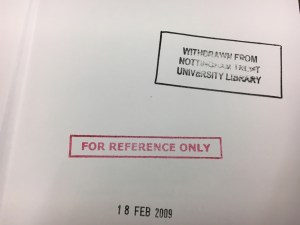 WITHDRAWN FROM
NOTTINGHAM TRENT
UNIVERSITY LIBRARY
FOR REFERENCE ONLY
18 FEB 2009